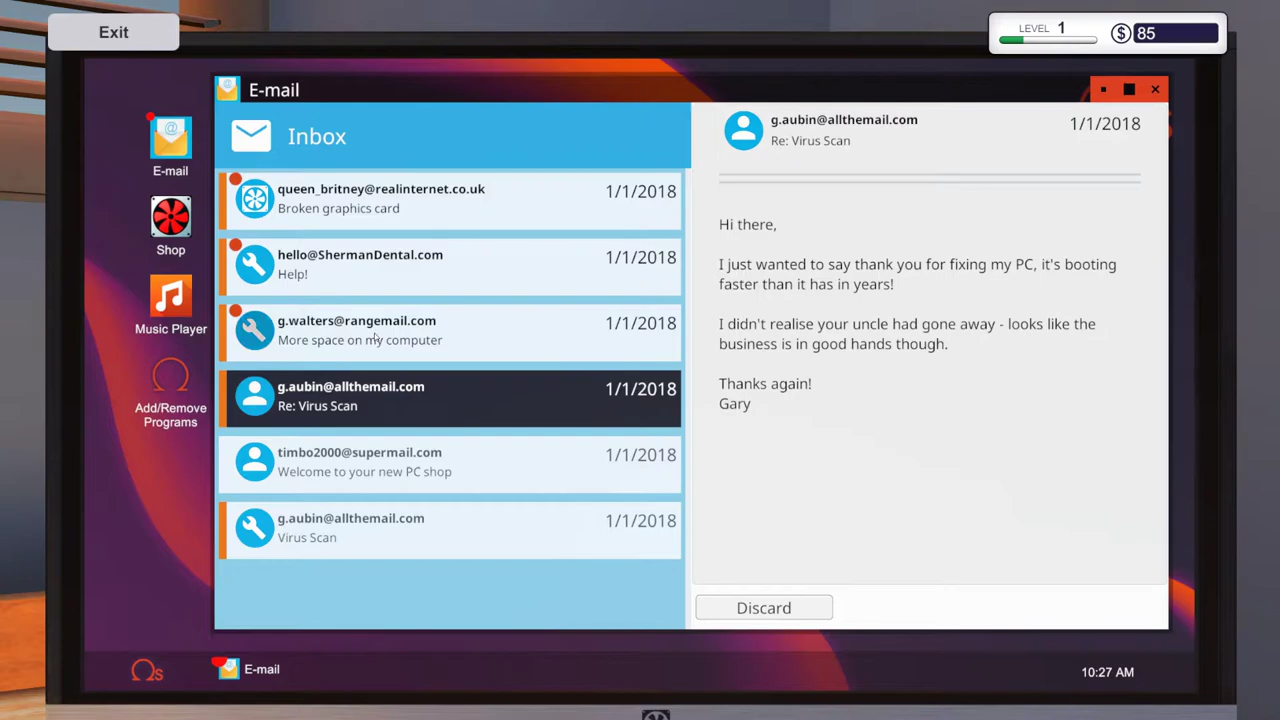 Exit
LEVEL 1
$ 85
E-mail
E-mail
Shop
Music Player
Add/Remove
Programs
Inbox
queen_britney@realinternet.co.uk 1/1/2018
Broken graphics card
hello@ShermanDental.com 1/1/2018
Help!
g.walters@rangemail.com 1/1/2018
More space on my computer
g.aubin@allthemail.com 1/1/2018
Re: Virus Scan
timbo2000@supermail.com 1/1/2018
Welcome to your new PC shop
g.aubin@allthemail.com 1/1/2018
Virus Scan
g.aubin@allthemail.com 1/1/2018
Re: Virus Scan
Hi there,
I just wanted to say thank you for fixing my PC, it's booting
faster than it has in years!
I didn't realise your uncle had gone away - looks like the
business is in good hands though.
Thanks again!
Gary
Discard
Ωs E-mail 10:27 AM